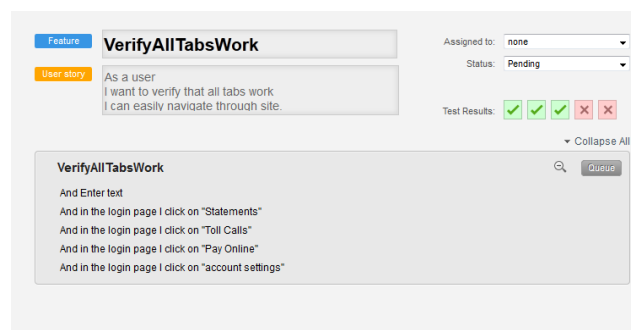 Feature
VerifyAllTabsWork
Assigned to: none
Status: Pending
User story
As a user
I want to verify that all tabs work
I can easily navigate through site.
Test Results:
Collapse All
VerifyAllTabsWork
Queue
And Enter text
And in the login page I click on "Statements"
And in the login page I click on "Toll Calls"
And in the login page I click on "Pay Online"
And in the login page I click on "account settings"